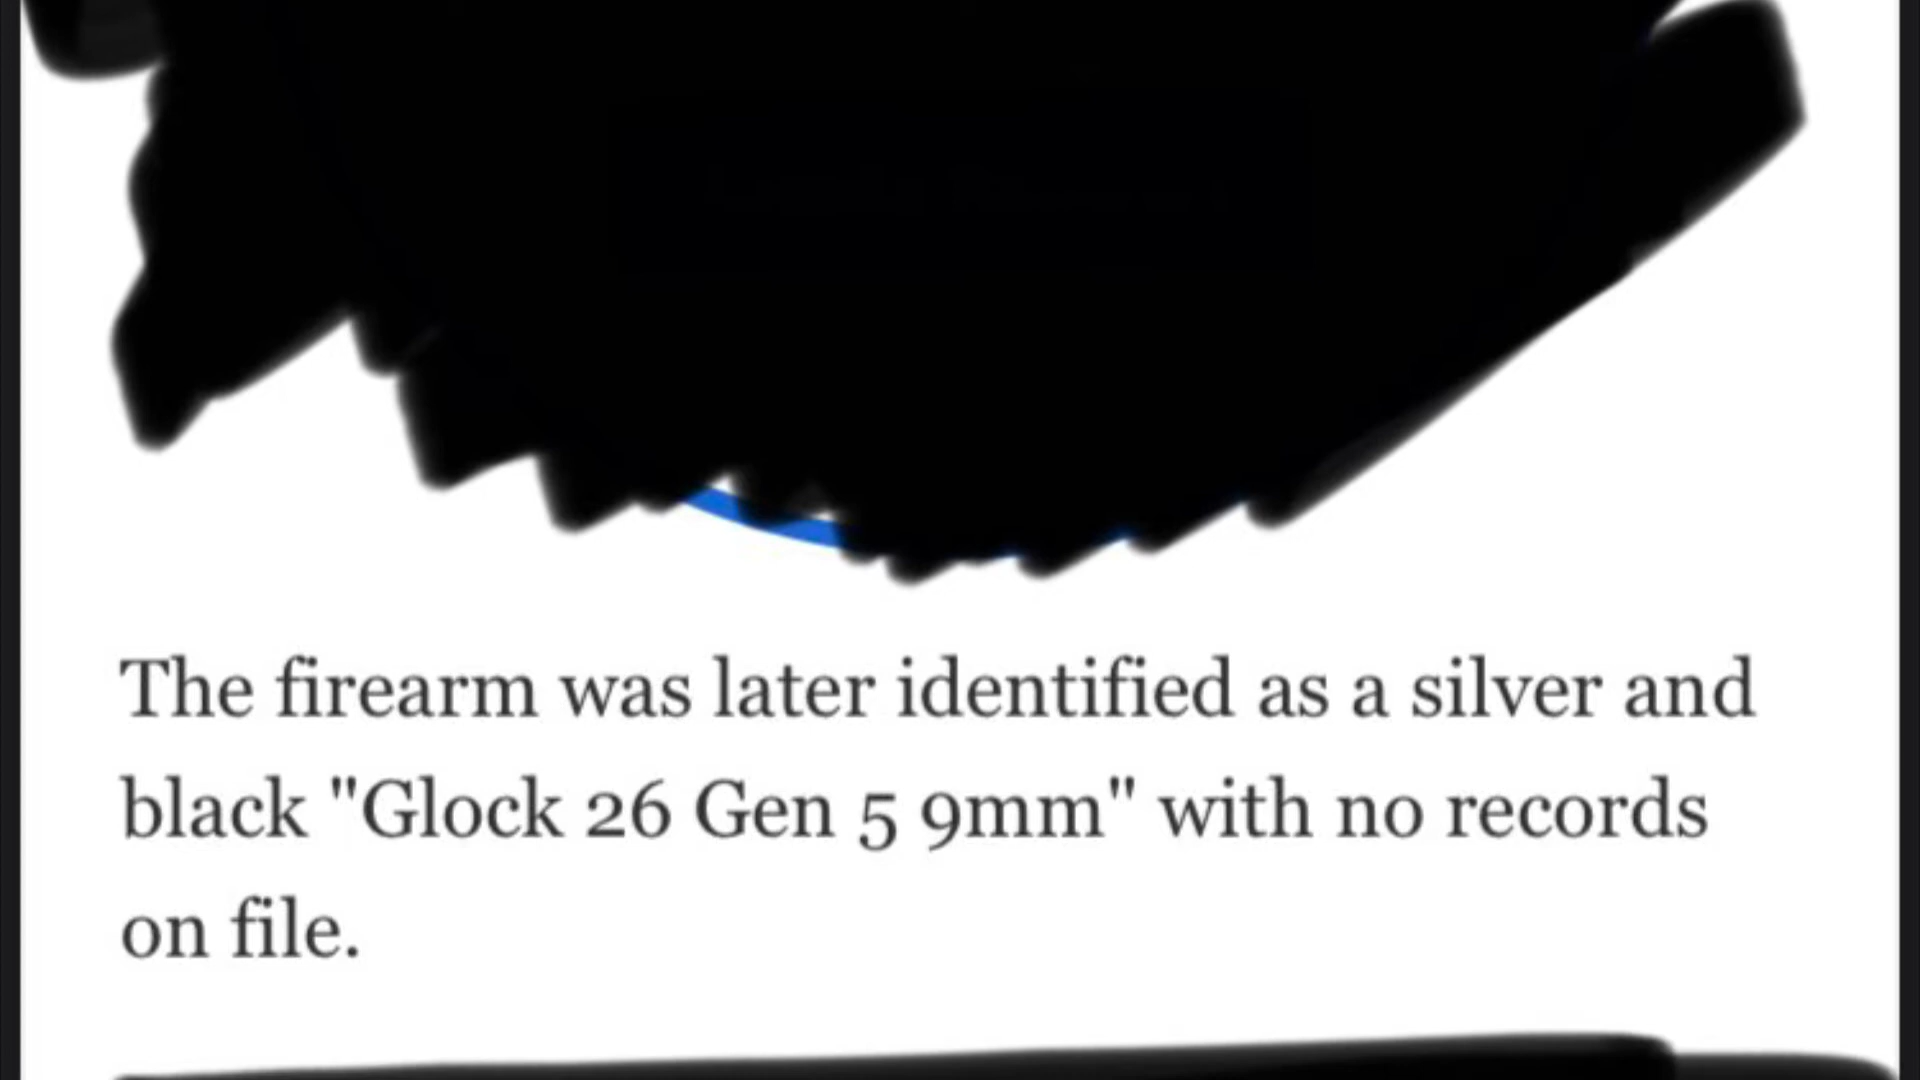 The firearm was later identified as a silver and
black "Glock 26 Gen 5 9mm" with no records
on file.